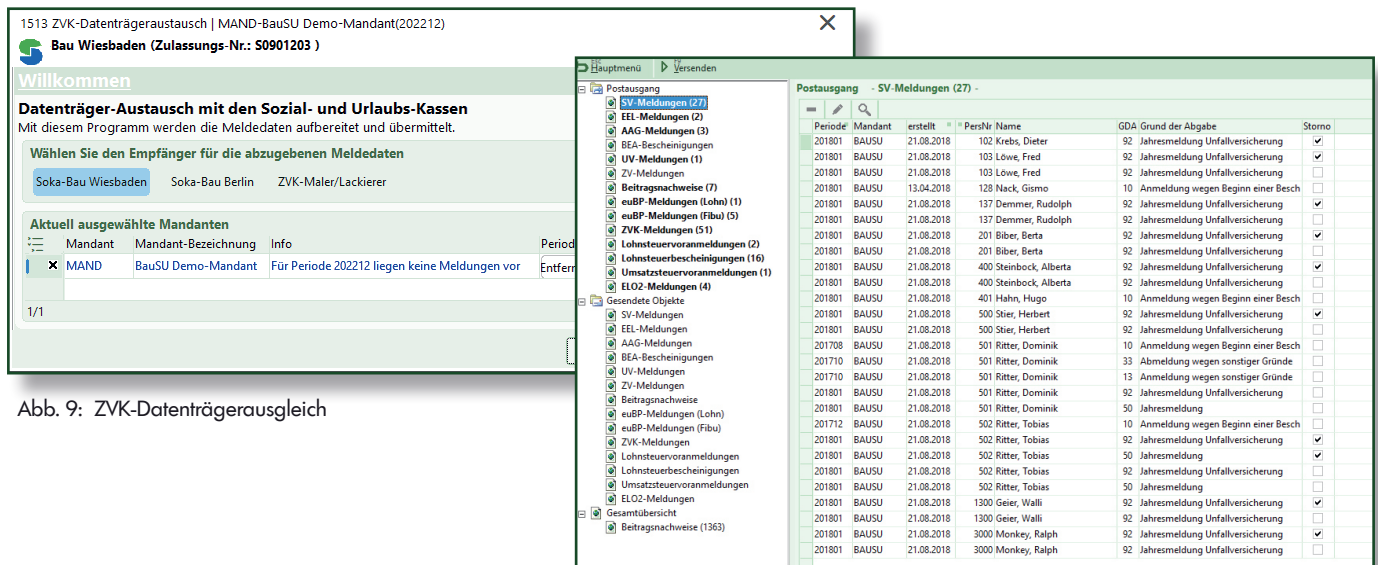 1513 ZVK-Datenträgeraustausch | MAND-BauSU Demo-Mandant(202212)
Bau Wiesbaden (Zulassungs-Nr.: S0901203 )
Willkommen
Datenträger-Austausch mit den Sozial- und Urlaubs-Kassen
Mit diesem Programm werden die Meldedaten aufbereitet und übermittelt.
Wählen Sie den Empfänger für die abzugebenen Meldedaten
Soka-Bau Wiesbaden Soka-Bau Berlin ZVK-Maler/Lackierer
Aktuell ausgewählte Mandanten
Mandant Mandant-Bezeichnung Info Period
MAND BauSU Demo-Mandant Für Periode 202212 liegen keine Meldungen vor Entfern
1/1
Abb. 9: ZVK-Datenträgerausgleich
Hauptmenü Versenden
Postausgang
SV-Meldungen (27)
EEL-Meldungen (2)
AAG-Meldungen (3)
BEA-Bescheinigungen
UV-Meldungen (1)
ZV-Meldungen
Beitragsnachweise (7)
euBP-Meldungen (Lohn) (1)
euBP-Meldungen (Fibu) (5)
ZVK-Meldungen (51)
Lohnsteuervoranmeldungen (2)
Lohnsteuerbescheinigungen (16)
Umsatzsteuervoranmeldungen (1)
ELO2-Meldungen (4)
Gesendete Objekte
SV-Meldungen
EEL-Meldungen
AAG-Meldungen
BEA-Bescheinigungen
UV-Meldungen
ZV-Meldungen
Beitragsnachweise
euBP-Meldungen (Lohn)
euBP-Meldungen (Fibu)
ZVK-Meldungen
Lohnsteuervoranmeldungen
Lohnsteuerbescheinigungen
Umsatzsteuervoranmeldungen
ELO2-Meldungen
Gesamtübersicht
Beitragsnachweise (1363)
Postausgang - SV-Meldungen (27) -
Periode Mandant erstellt PersNr Name GDA Grund der Abgabe Storno
201801 BAUSU 21.08.2018 102 Krebs, Dieter 92 Jahresmeldung Unfallversicherung
201801 BAUSU 21.08.2018 103 Löwe, Fred 92 Jahresmeldung Unfallversicherung
201801 BAUSU 21.08.2018 103 Löwe, Fred 92 Jahresmeldung Unfallversicherung
201801 BAUSU 13.04.2018 128 Nack, Gismo 10 Anmeldung wegen Beginn einer Besch
201801 BAUSU 21.08.2018 137 Demmer, Rudolph 92 Jahresmeldung Unfallversicherung
201801 BAUSU 21.08.2018 137 Demmer, Rudolph 92 Jahresmeldung Unfallversicherung
201801 BAUSU 21.08.2018 201 Biber, Berta 92 Jahresmeldung Unfallversicherung
201801 BAUSU 21.08.2018 201 Biber, Berta 92 Jahresmeldung Unfallversicherung
201801 BAUSU 21.08.2018 400 Steinbock, Alberta 92 Jahresmeldung Unfallversicherung
201801 BAUSU 21.08.2018 400 Steinbock, Alberta 92 Jahresmeldung Unfallversicherung
201801 BAUSU 21.08.2018 401 Hahn, Hugo 10 Anmeldung wegen Beginn einer Besch
201801 BAUSU 21.08.2018 500 Stier, Herbert 92 Jahresmeldung Unfallversicherung
201801 BAUSU 21.08.2018 500 Stier, Herbert 92 Jahresmeldung Unfallversicherung
201708 BAUSU 21.08.2018 501 Ritter, Dominik 10 Anmeldung wegen Beginn einer Besch
201710 BAUSU 21.08.2018 501 Ritter, Dominik 33 Abmeldung wegen sonstiger Gründe
201710 BAUSU 21.08.2018 501 Ritter, Dominik 13 Anmeldung wegen sonstiger Gründe
201801 BAUSU 21.08.2018 501 Ritter, Dominik 92 Jahresmeldung Unfallversicherung
201801 BAUSU 21.08.2018 501 Ritter, Dominik 50 Jahresmeldung
201712 BAUSU 21.08.2018 502 Ritter, Tobias 10 Anmeldung wegen Beginn einer Besch
201801 BAUSU 21.08.2018 502 Ritter, Tobias 92 Jahresmeldung Unfallversicherung
201801 BAUSU 21.08.2018 502 Ritter, Tobias 50 Jahresmeldung
201801 BAUSU 21.08.2018 502 Ritter, Tobias 92 Jahresmeldung Unfallversicherung
201801 BAUSU 21.08.2018 502 Ritter, Tobias 50 Jahresmeldung
201801 BAUSU 21.08.2018 1300 Geier, Walli 92 Jahresmeldung Unfallversicherung
201801 BAUSU 21.08.2018 1300 Geier, Walli 92 Jahresmeldung Unfallversicherung
201801 BAUSU 21.08.2018 3000 Monkey, Ralph 92 Jahresmeldung Unfallversicherung
201801 BAUSU 21.08.2018 3000 Monkey, Ralph 92 Jahresmeldung Unfallversicherung